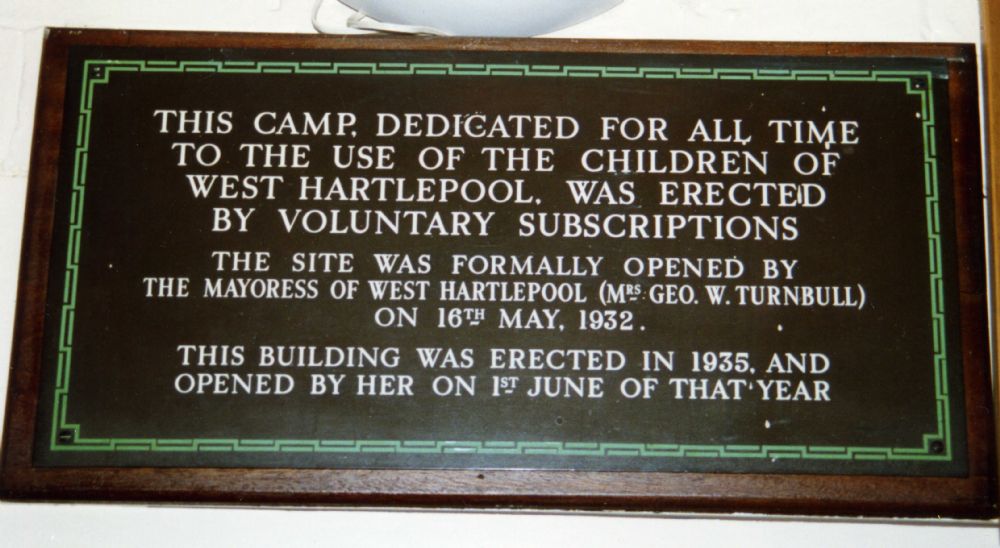 THIS CAMP, DEDICATED FOR ALL TIME
TO THE USE OF THE CHILDREN OF
WEST HARTLEPOOL, WAS ERECTED
BY VOLUNTARY SUBSCRIPTIONS
THE SITE WAS FORMALLY OPENED BY
THE MAYORESS OF WEST HARTLEPOOL (MRS GEO. W. TURNBULL)
ON 16TH MAY, 1932.
THIS BUILDING WAS ERECTED IN 1935, AND
OPENED BY HER ON 1ST JUNE OF THAT YEAR